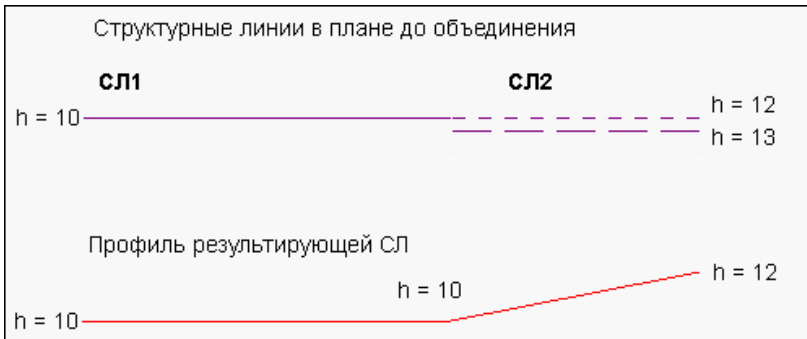 Структурные линии в плане до объединения
СЛ1 СЛ2
h = 10
h = 12
h = 13
Профиль результирующей СЛ
h = 12
h = 10
h = 10